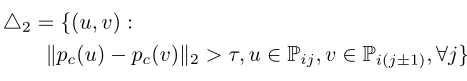 △₂ = {(u, v) :
‖p_c(u) − p_c(v)‖₂ > τ, u ∈ ℙ_{ij}, v ∈ ℙ_{i(j±1)}, ∀j}